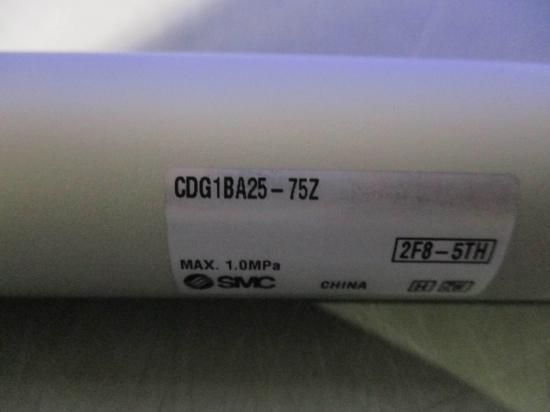 CDG1BA25-75Z
2F8-5TH
MAX. 1.0MPa
SMC CHINA